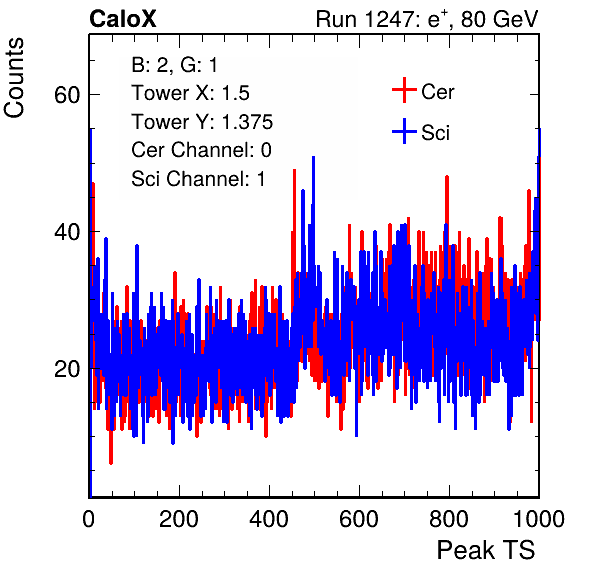 CaloX Run 1247: e⁺, 80 GeV
Counts
B: 2, G: 1
Tower X: 1.5
Tower Y: 1.375
Cer Channel: 0
Sci Channel: 1
Cer
Sci
60
40
20
0 200 400 600 800 1000
Peak TS